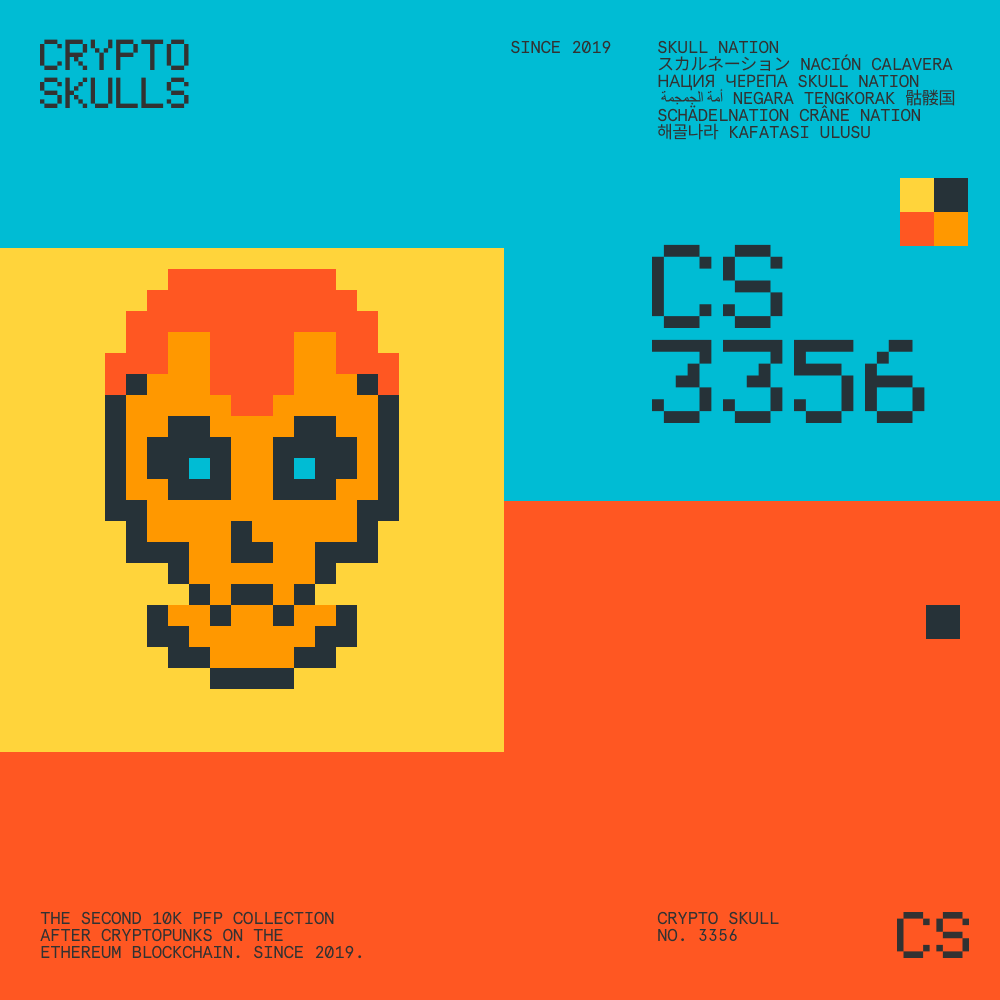 CRYPTO
SKULLS
SINCE 2019
SKULL NATION
スカルネーション NACIÓN CALAVERA
НАЦИЯ ЧЕРЕПА SKULL NATION
أمة الجمجمة NEGARA TENGKORAK 骷髅国
SCHÄDELNATION CRÂNE NATION
해골나라 KAFATASI ULUSU
CS
3356
THE SECOND 10K PFP COLLECTION
AFTER CRYPTOPUNKS ON THE
ETHEREUM BLOCKCHAIN. SINCE 2019.
CRYPTO SKULL
NO. 3356
CS